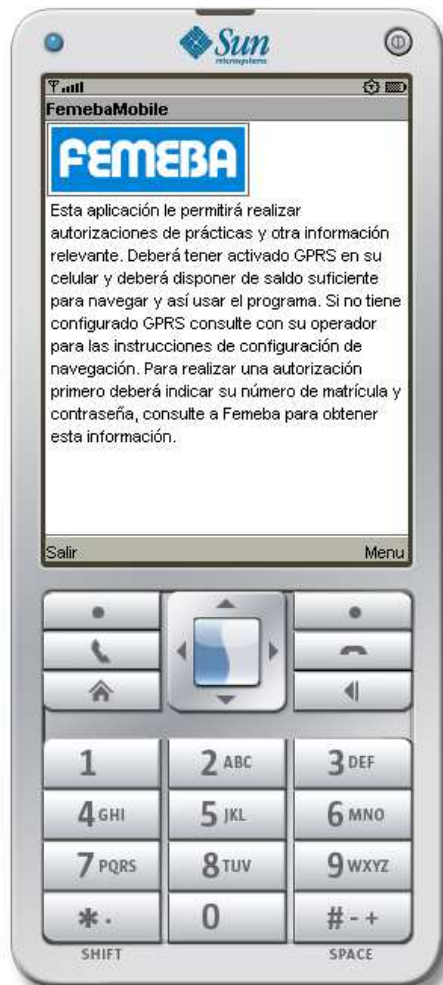 Sun
microsystems
FemebaMobile
FEMEBA
Esta aplicación le permitirá realizar
autorizaciones de prácticas y otra información
relevante. Deberá tener activado GPRS en su
celular y deberá disponer de saldo suficiente
para navegar y así usar el programa. Si no tiene
configurado GPRS consulte con su operador
para las instrucciones de configuración de
navegación. Para realizar una autorización
primero deberá indicar su número de matrícula y
contraseña, consulte a Femeba para obtener
esta información.
Salir Menu
1 2 ABC 3 DEF
4 GHI 5 JKL 6 MNO
7 PQRS 8 TUV 9 WXYZ
* . 0 # - +
SHIFT SPACE